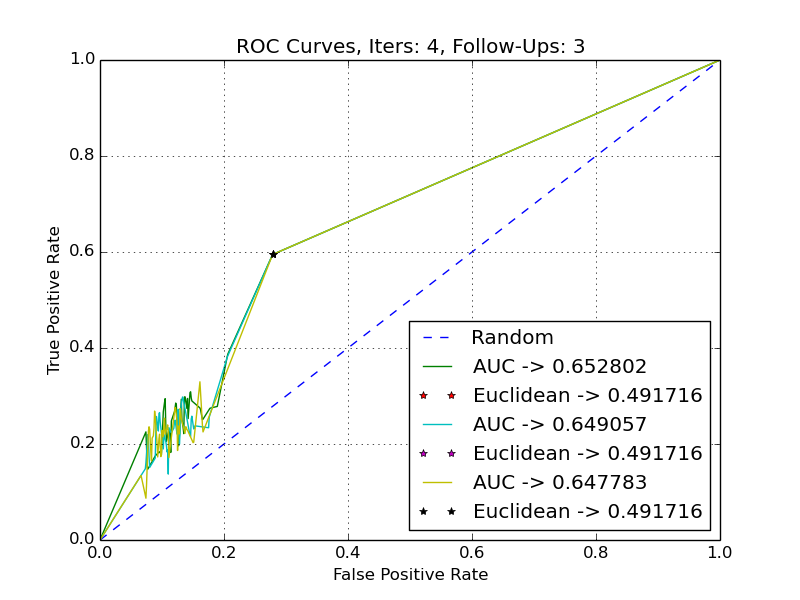 ROC Curves, Iters: 4, Follow-Ups: 3
1.0
0.8
0.6
0.4
0.2
0.0
True Positive Rate
Random
AUC -> 0.652802
Euclidean -> 0.491716
AUC -> 0.649057
Euclidean -> 0.491716
AUC -> 0.647783
Euclidean -> 0.491716
0.0 0.2 0.4 0.6 0.8 1.0
False Positive Rate